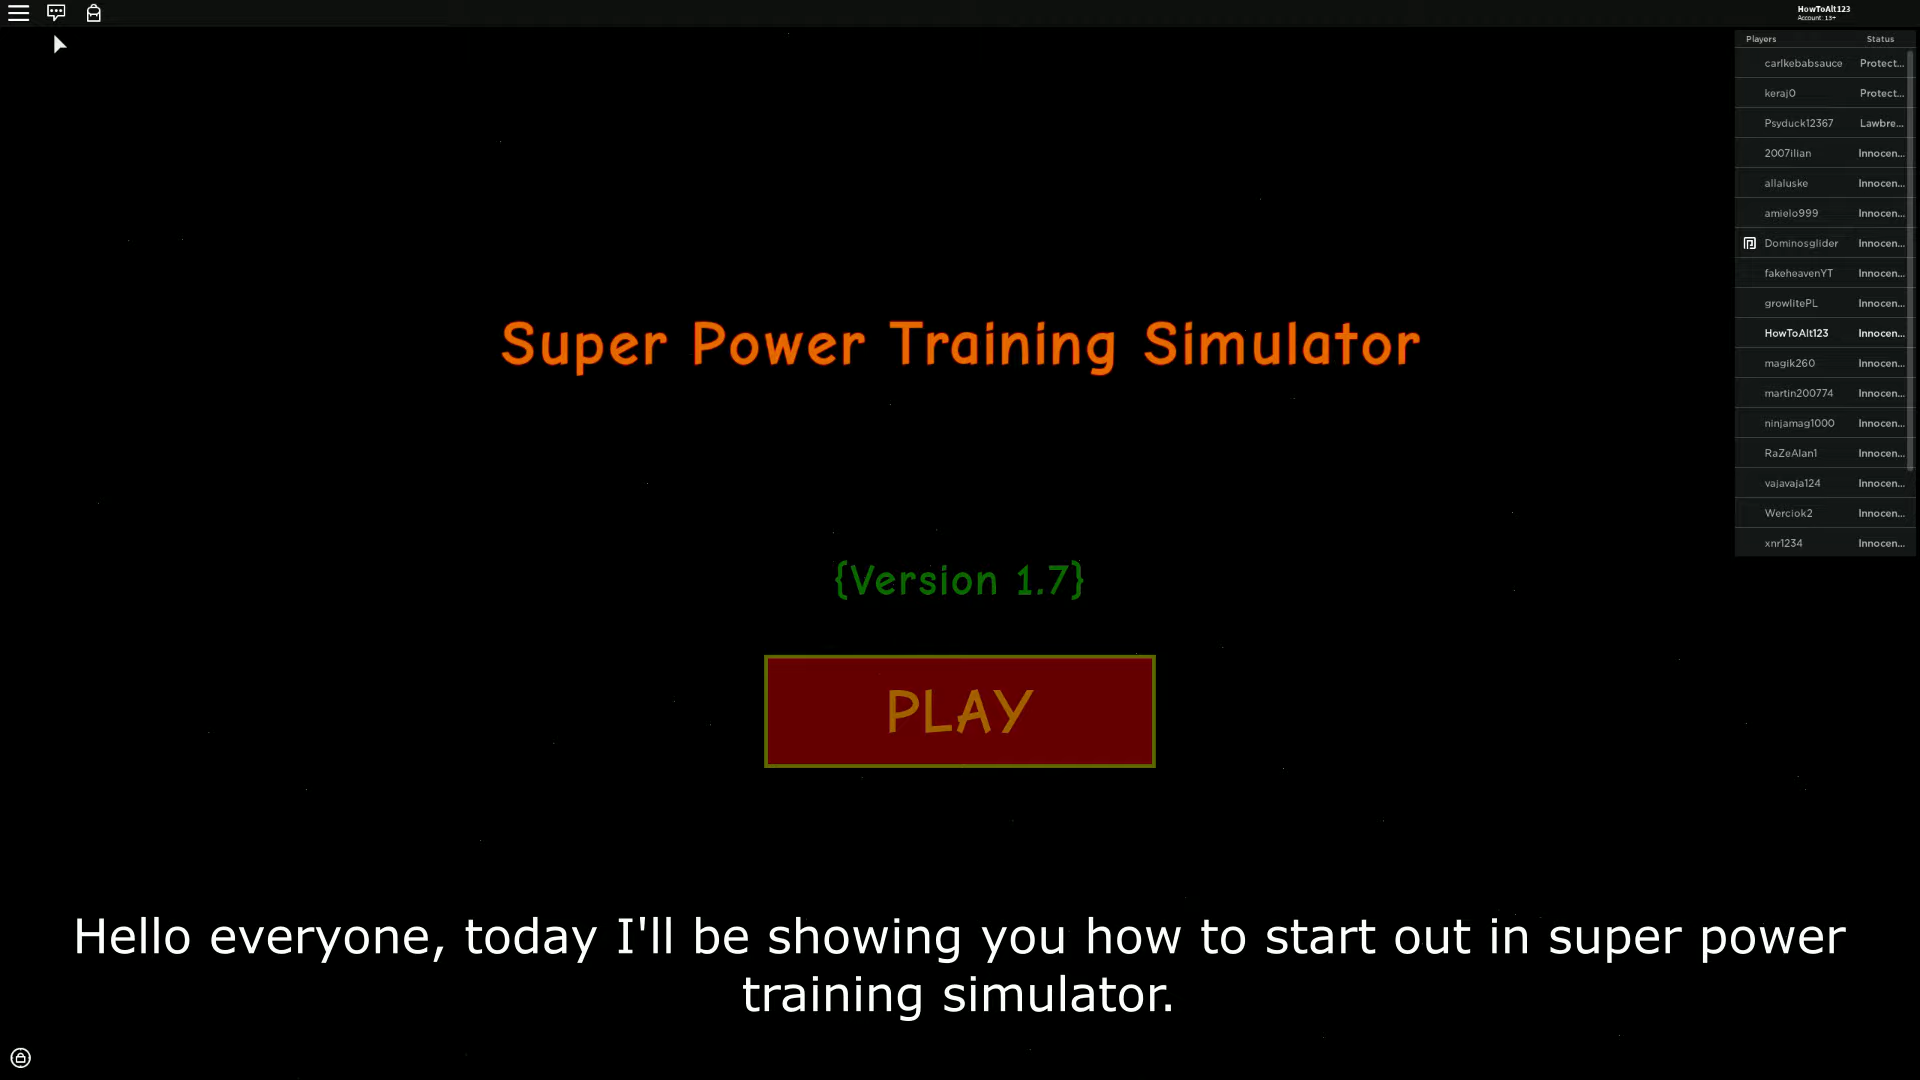 HowToAlt123
Account: 13+
Players Status
carlkebabsauce Protect...
keraj0 Protect...
Psyduck12367 Lawbre...
2007ilian Innocen...
allaluske Innocen...
amielo999 Innocen...
Dominosglider Innocen...
fakeheavenYT Innocen...
growlitePL Innocen...
HowToAlt123 Innocen...
magik260 Innocen...
martin200774 Innocen...
ninjamag1000 Innocen...
RaZeAlan1 Innocen...
vajavaja124 Innocen...
Werciok2 Innocen...
xnr1234 Innocen...
Super Power Training Simulator
{Version 1.7}
PLAY
Hello everyone, today I'll be showing you how to start out in super power
training simulator.